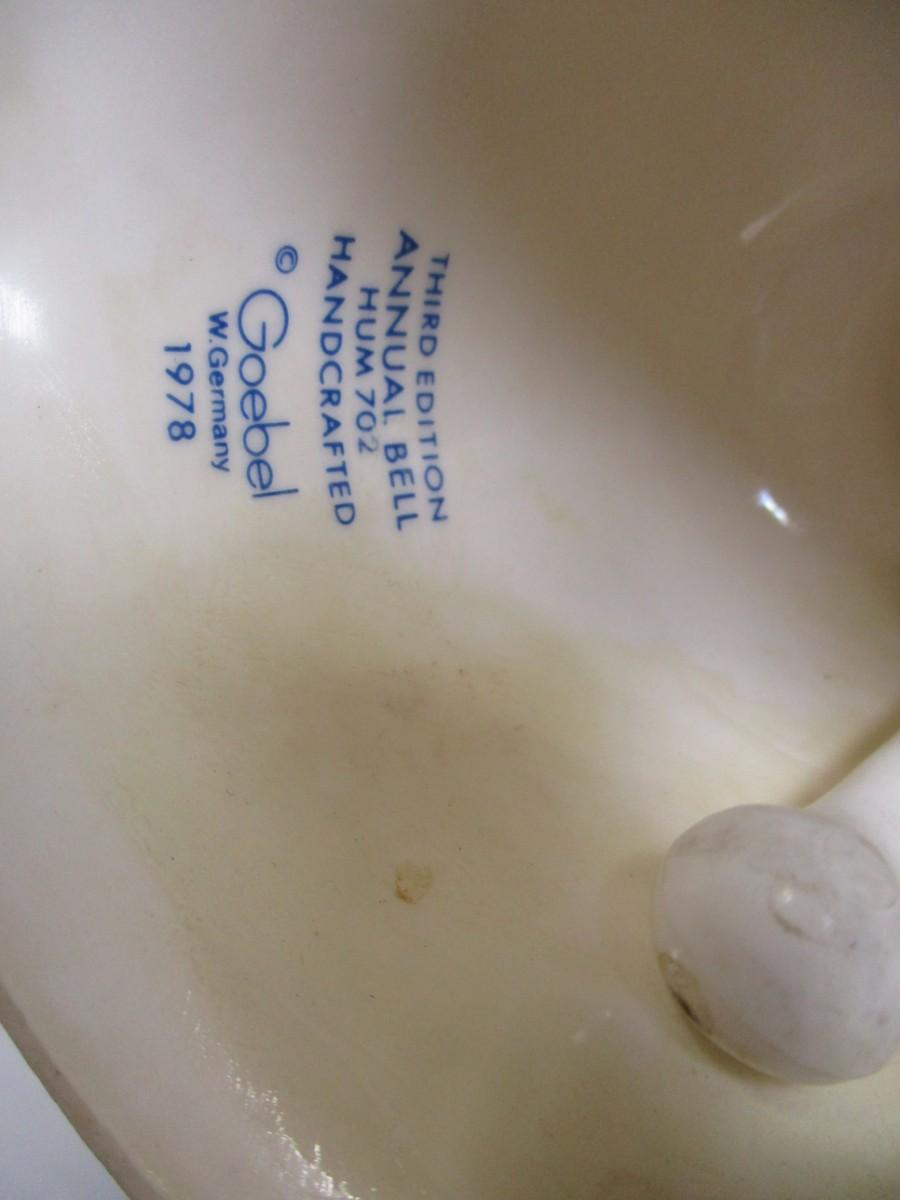 THIRD EDITION
ANNUAL BELL
HUM 702
HANDCRAFTED
© Goebel
W.Germany
1978